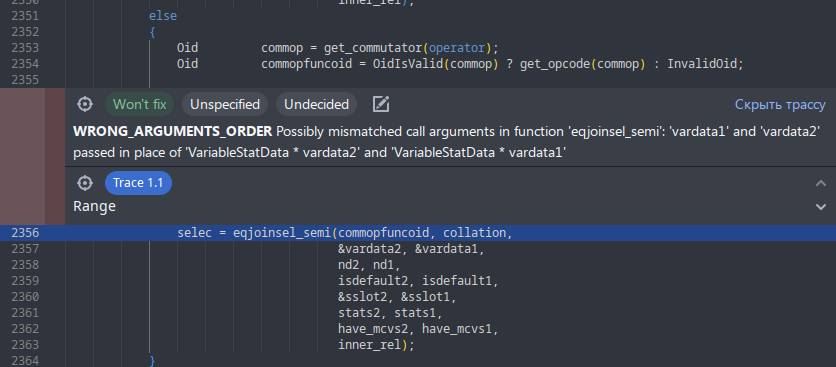 2350 inner_rel);
2351 else
2352 {
2353 Oid commop = get_commutator(operator);
2354 Oid commopfuncoid = OidIsValid(commop) ? get_opcode(commop) : InvalidOid;
2355
Won't fix Unspecified Undecided Скрыть трассу
WRONG_ARGUMENTS_ORDER Possibly mismatched call arguments in function 'eqjoinsel_semi': 'vardata1' and 'vardata2'
passed in place of 'VariableStatData * vardata2' and 'VariableStatData * vardata1'
Trace 1.1
Range
2356 selec = eqjoinsel_semi(commopfuncoid, collation,
2357 &vardata2, &vardata1,
2358 nd2, nd1,
2359 isdefault2, isdefault1,
2360 &sslot2, &sslot1,
2361 stats2, stats1,
2362 have_mcvs2, have_mcvs1,
2363 inner_rel);
2364 }